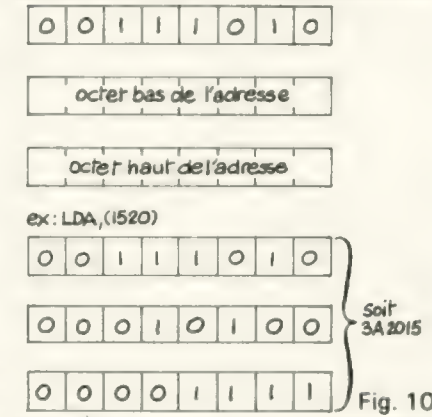 0 0 1 1 1 0 1 0
octet bas de l'adresse
octet haut de l'adresse
ex: LDA,(1520)
0 0 1 1 1 0 1 0
0 0 0 1 0 1 0 0
soit
3A2015
0 0 0 0 1 1 1 1
Fig. 10